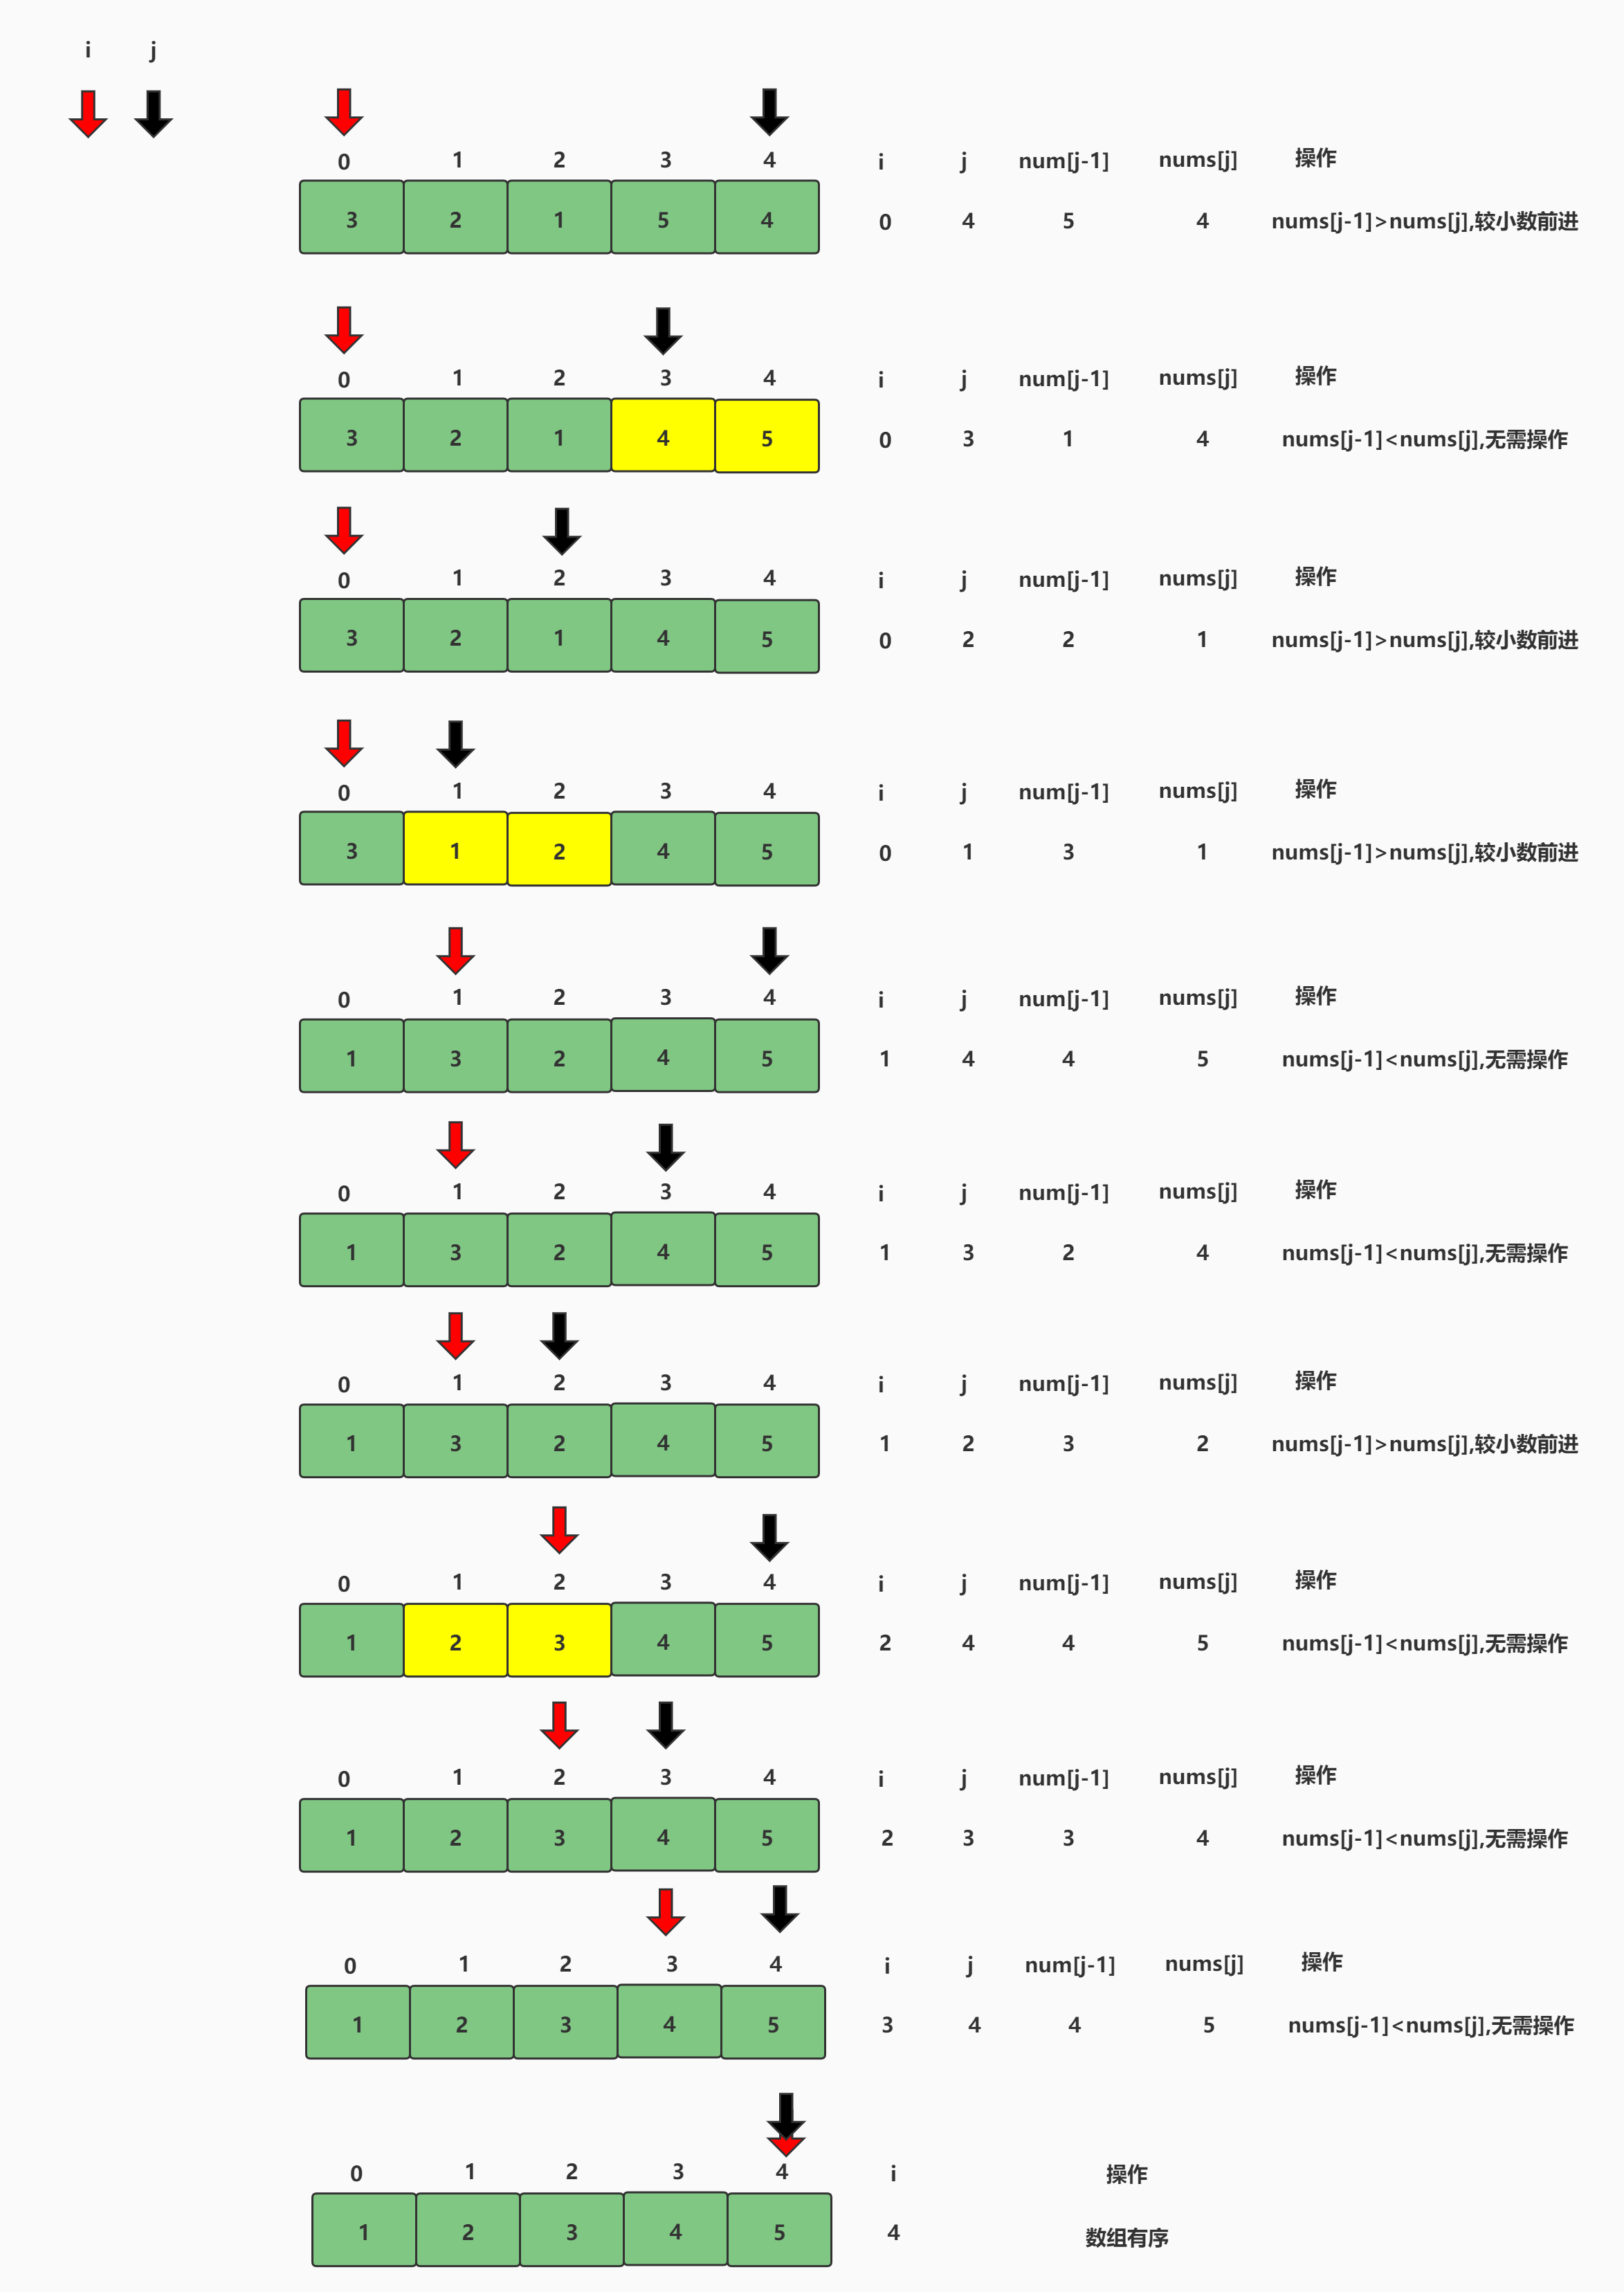 i j
0 1 2 3 4 i j num[j-1] nums[j] 操作
3 2 1 5 4 0 4 5 4 nums[j-1]>nums[j],较小数前进
0 1 2 3 4 i j num[j-1] nums[j] 操作
3 2 1 4 5 0 3 1 4 nums[j-1]<nums[j],无需操作
0 1 2 3 4 i j num[j-1] nums[j] 操作
3 2 1 4 5 0 2 2 1 nums[j-1]>nums[j],较小数前进
0 1 2 3 4 i j num[j-1] nums[j] 操作
3 1 2 4 5 0 1 3 1 nums[j-1]>nums[j],较小数前进
0 1 2 3 4 i j num[j-1] nums[j] 操作
1 3 2 4 5 1 4 4 5 nums[j-1]<nums[j],无需操作
0 1 2 3 4 i j num[j-1] nums[j] 操作
1 3 2 4 5 1 3 2 4 nums[j-1]<nums[j],无需操作
0 1 2 3 4 i j num[j-1] nums[j] 操作
1 3 2 4 5 1 2 3 2 nums[j-1]>nums[j],较小数前进
0 1 2 3 4 i j num[j-1] nums[j] 操作
1 2 3 4 5 2 4 4 5 nums[j-1]<nums[j],无需操作
0 1 2 3 4 i j num[j-1] nums[j] 操作
1 2 3 4 5 2 3 3 4 nums[j-1]<nums[j],无需操作
0 1 2 3 4 i j num[j-1] nums[j] 操作
1 2 3 4 5 3 4 4 5 nums[j-1]<nums[j],无需操作
0 1 2 3 4 i 操作
1 2 3 4 5 4 数组有序